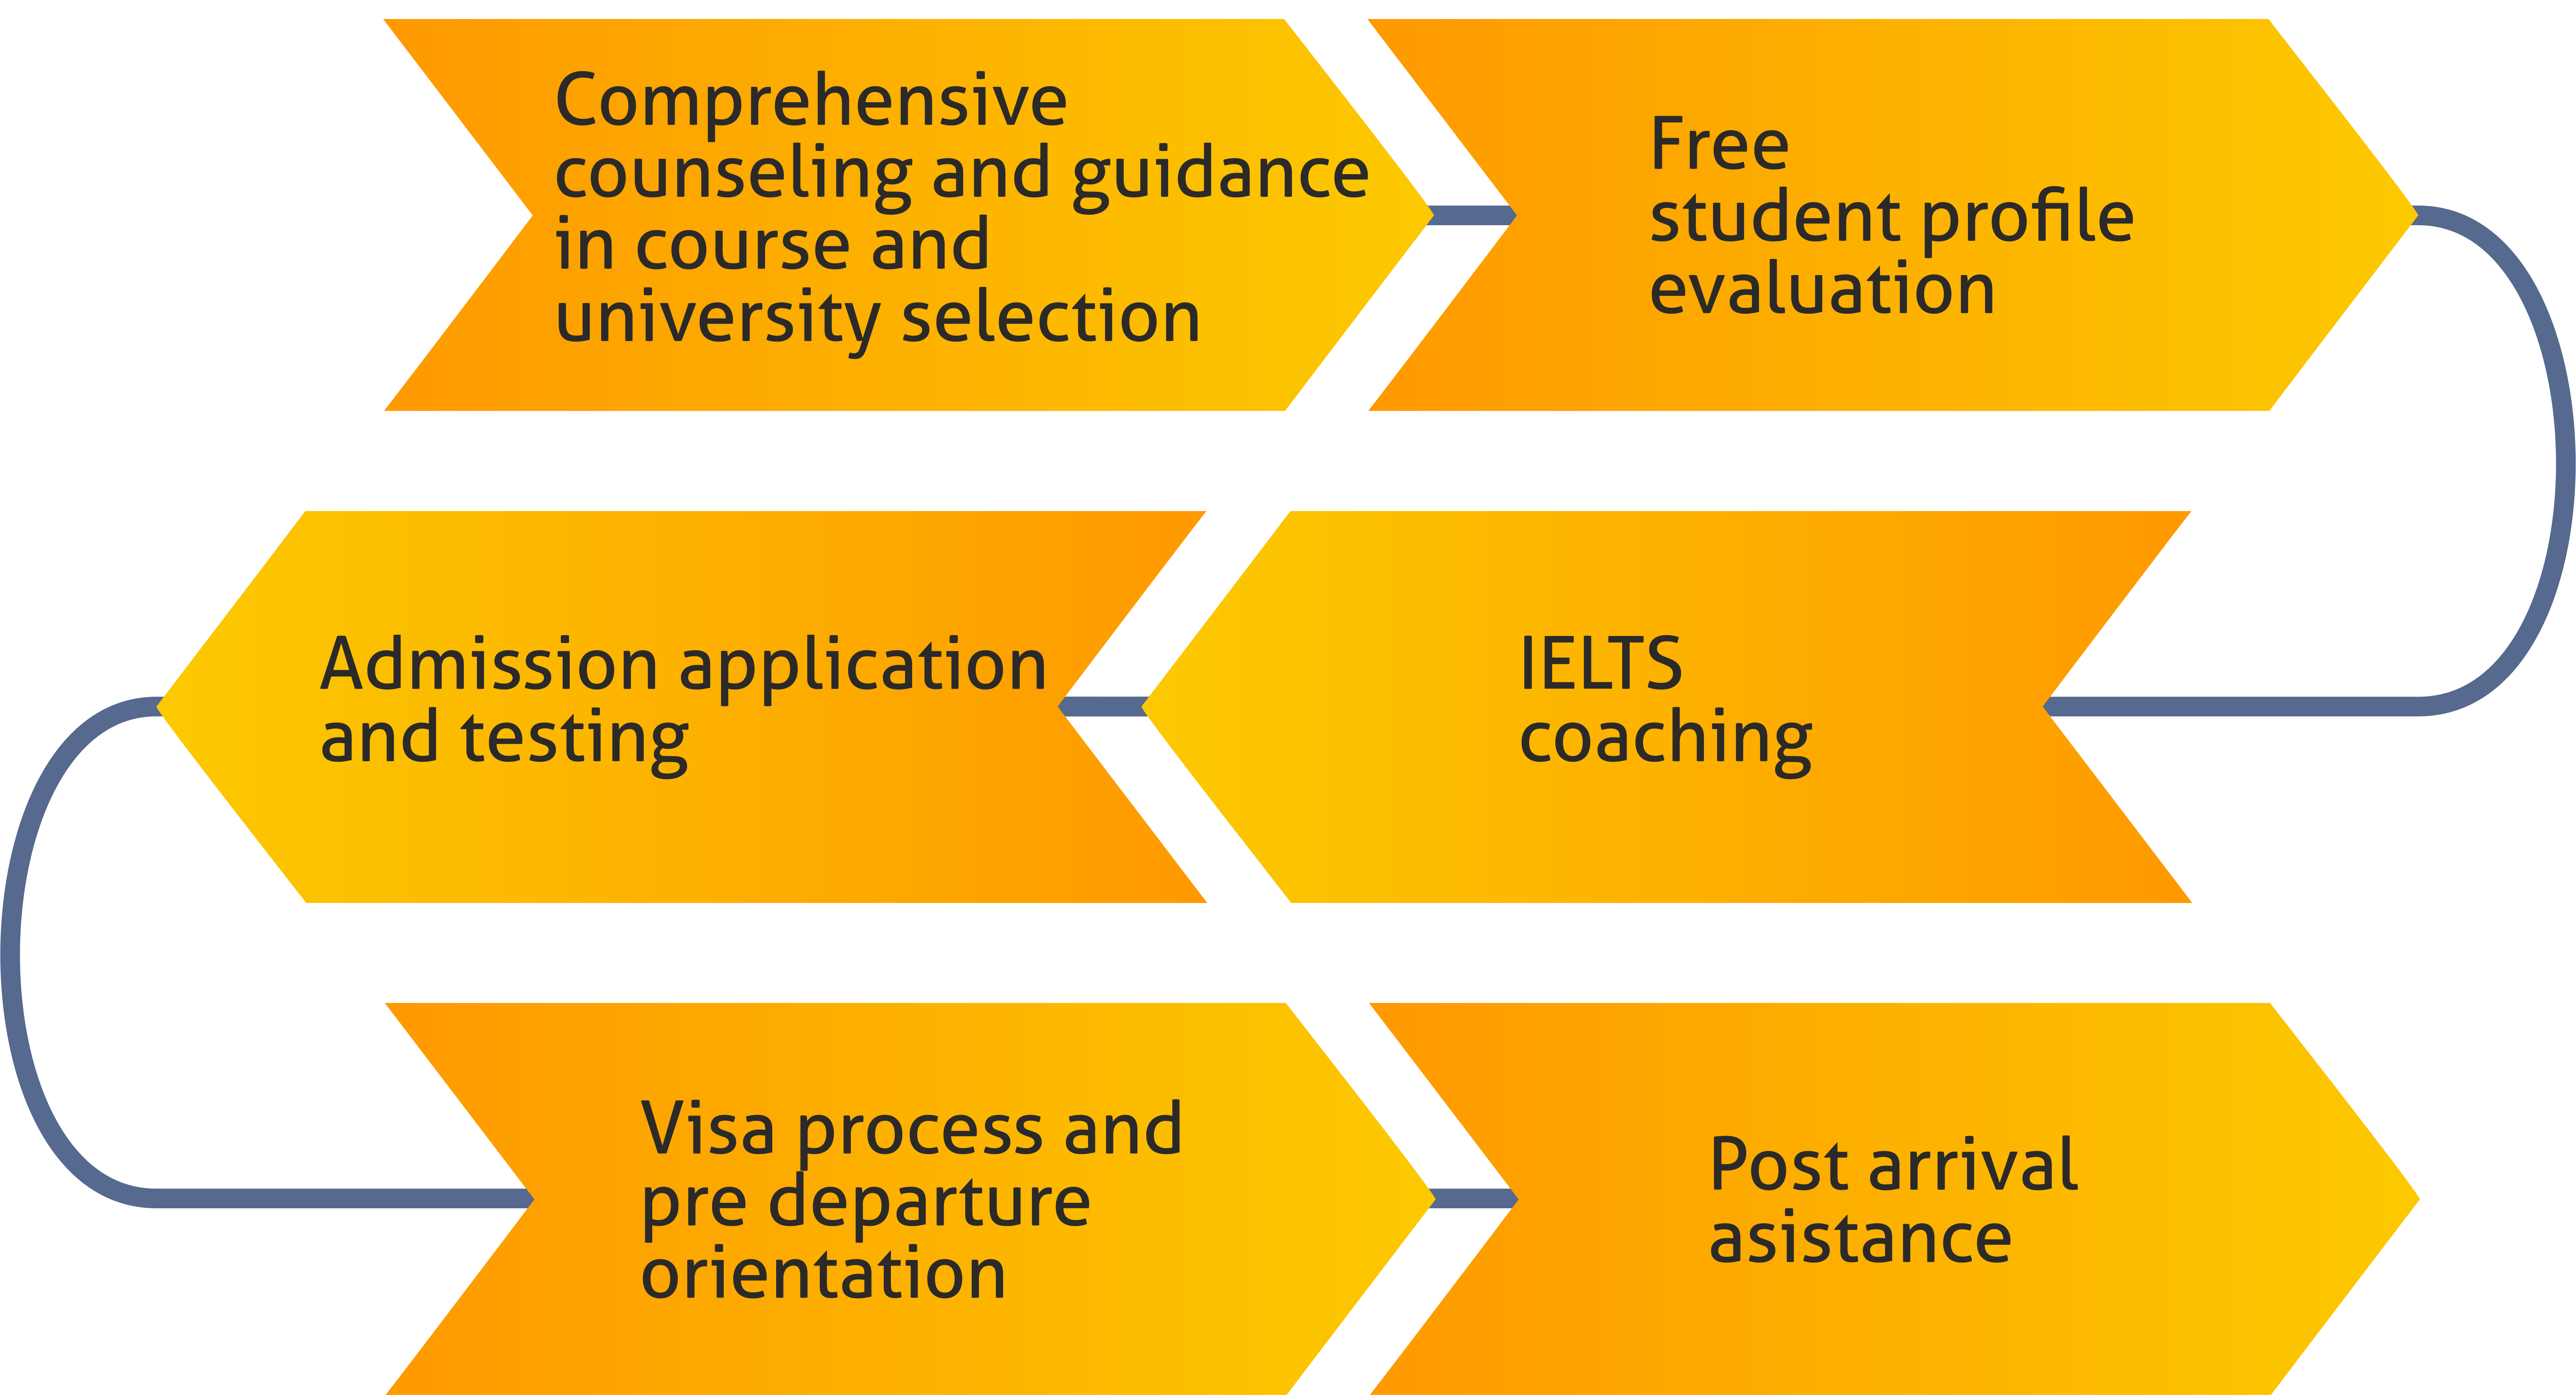 Comprehensive
counseling and guidance
in course and
university selection
Free
student profile
evaluation
IELTS
coaching
Admission application
and testing
Visa process and
pre departure
orientation
Post arrival
asistance